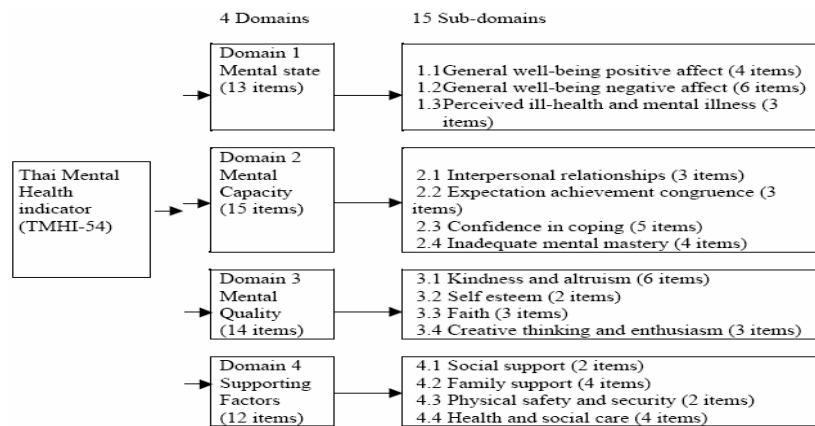 4 Domains
15 Sub-domains
Thai Mental
Health
indicator
(TMHI-54)
Domain 1
Mental state
(13 items)
1.1General well-being positive affect (4 items)
1.2General well-being negative affect (6 items)
1.3Perceived ill-health and mental illness (3
items)
Domain 2
Mental
Capacity
(15 items)
2.1 Interpersonal relationships (3 items)
2.2 Expectation achievement congruence (3
items)
2.3 Confidence in coping (5 items)
2.4 Inadequate mental mastery (4 items)
Domain 3
Mental
Quality
(14 items)
3.1 Kindness and altruism (6 items)
3.2 Self esteem (2 items)
3.3 Faith (3 items)
3.4 Creative thinking and enthusiasm (3 items)
Domain 4
Supporting
Factors
(12 items)
4.1 Social support (2 items)
4.2 Family support (4 items)
4.3 Physical safety and security (2 items)
4.4 Health and social care (4 items)